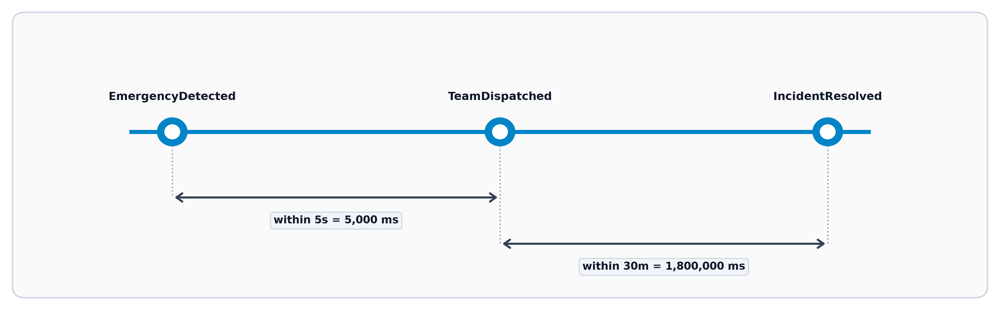 EmergencyDetected
TeamDispatched
IncidentResolved
within 5s = 5,000 ms
within 30m = 1,800,000 ms